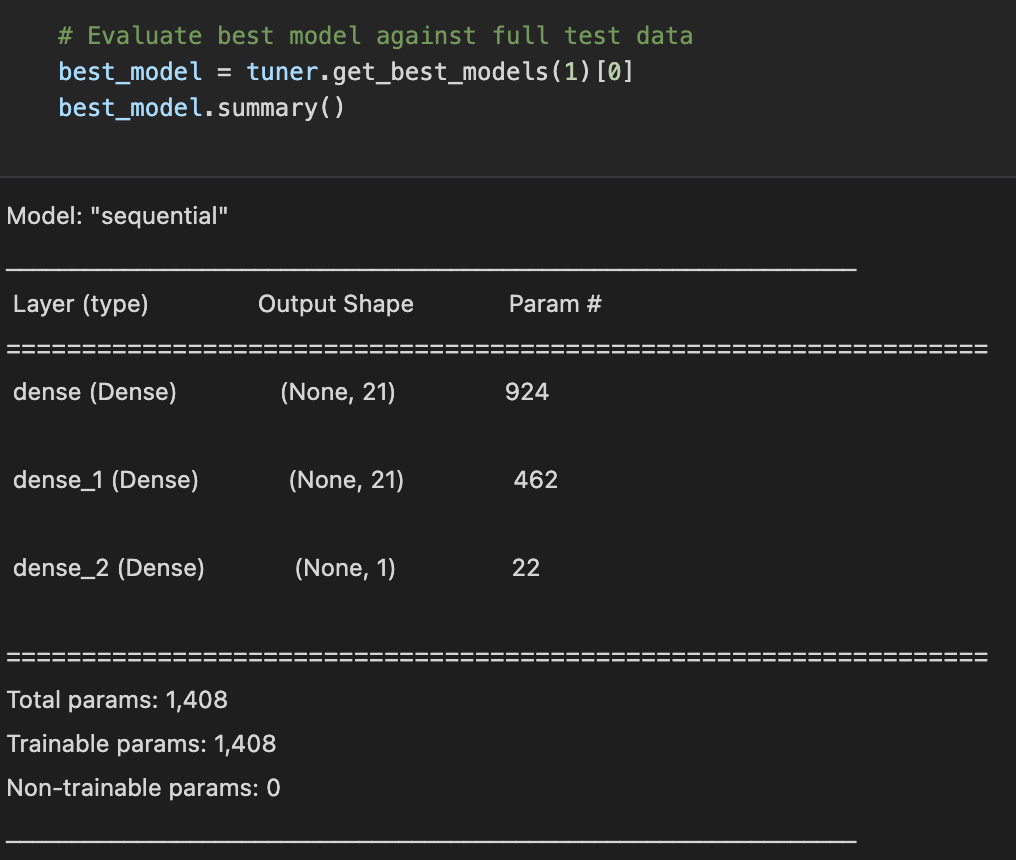 # Evaluate best model against full test data
best_model = tuner.get_best_models(1)[0]
best_model.summary()
Model: "sequential"
_________________________________________________________________
Layer (type) Output Shape Param #
=================================================================
dense (Dense) (None, 21) 924
dense_1 (Dense) (None, 21) 462
dense_2 (Dense) (None, 1) 22
=================================================================
Total params: 1,408
Trainable params: 1,408
Non-trainable params: 0
_________________________________________________________________